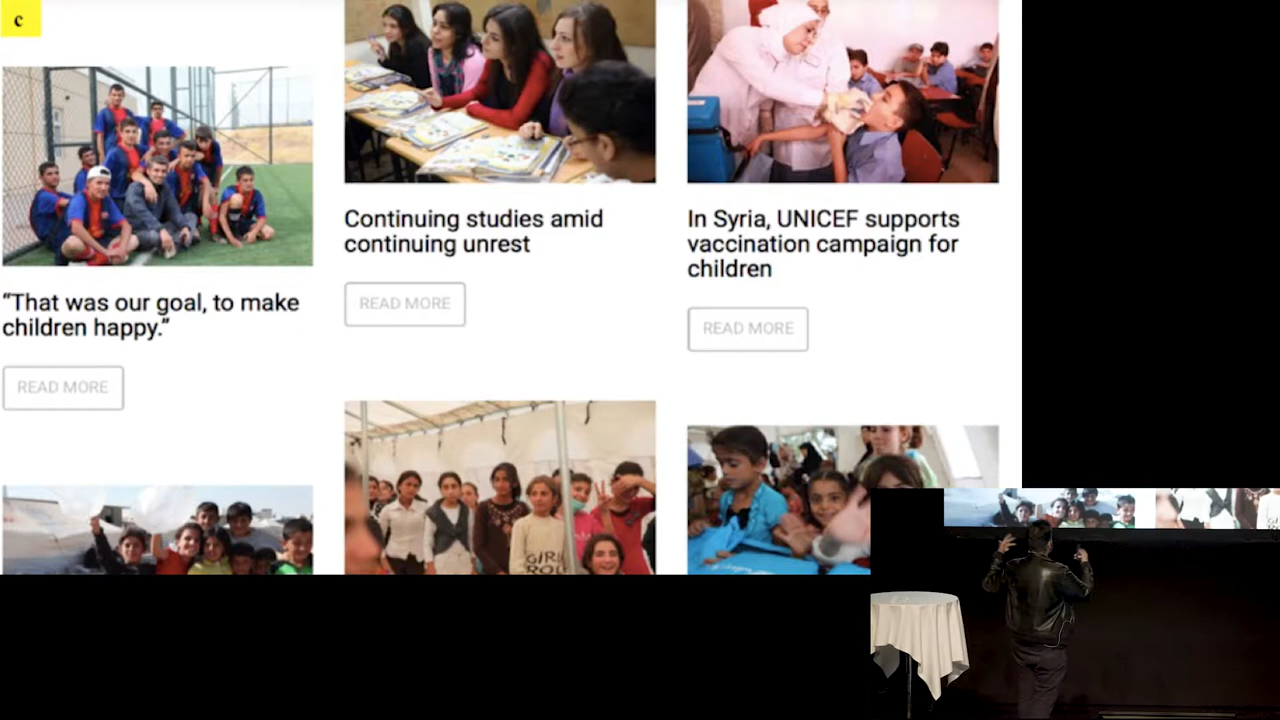 c
Continuing studies amid
continuing unrest
READ MORE
In Syria, UNICEF supports
vaccination campaign for
children
READ MORE
“That was our goal, to make
children happy.”
READ MORE
GIRL